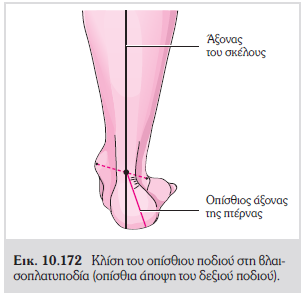 Άξονας
του σκέλους
Οπίσθιος άξονας
της πτέρνας
Εικ. 10.172 Κλίση του οπίσθιου ποδιού στη βλαι-
σοπλατυποδία (οπίσθια άποψη του δεξιού ποδιού).